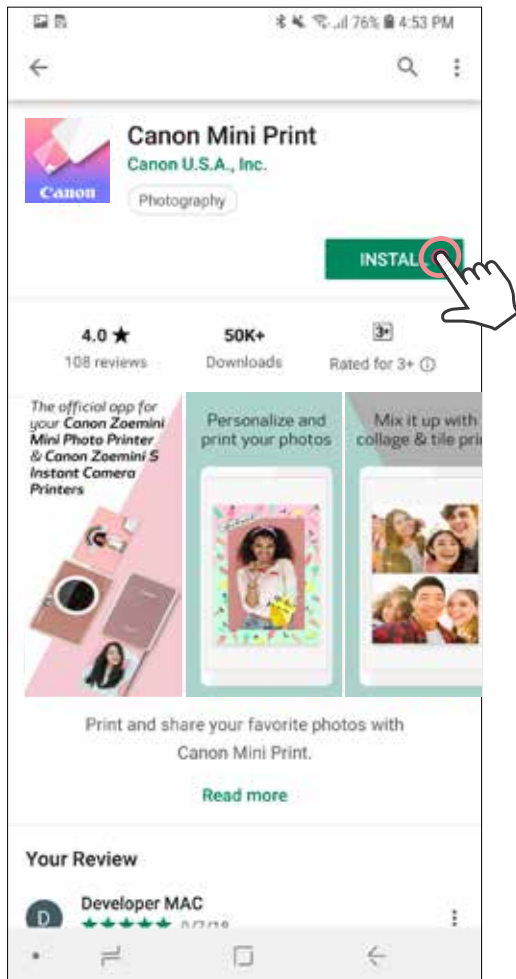 76% 4:53 PM
Canon Mini Print
Canon U.S.A., Inc.
Canon
Photography
INSTAL
4.0 ★ 50K+ 3+
108 reviews Downloads Rated for 3+
The official app for
your Canon Zoemini
Mini Photo Printer
& Canon Zoemini S
Instant Camera
Printers
Personalize and
print your photos
Mix it up with
collage & tile pri
Print and share your favorite photos with
Canon Mini Print.
Read more
Your Review
D
Developer MAC
★★★★★